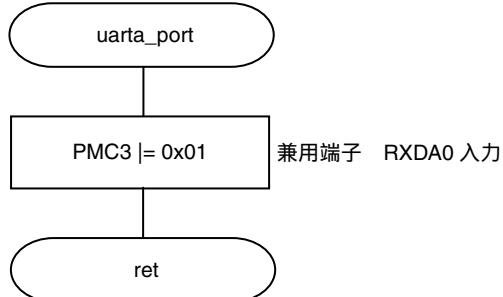 uarta_port
PMC3 |= 0x01
兼用端子 RXDA0 入力
ret